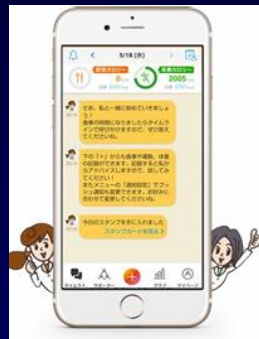 5/18 (水)
摂取カロリー
消費カロリー
0
2005
さあ、私と一緒に始めていきましょ
う！
食事の時間になりましたらタイムラ
インで呼びかけますので、ぜひ答え
てくださいね。
下の「+」からも食事や運動、体重
の記録ができます。記録すると私か
らアドバイスしますので、試してみ
てください！
またメニューの「通知設定」でプッ
シュ通知も変更できます。お好みに
合わせて変更してくださいね。
今日のスタンプを手に入れました
スタンプカードを見る
タイムライン
サポーター
グラフ
マイページ